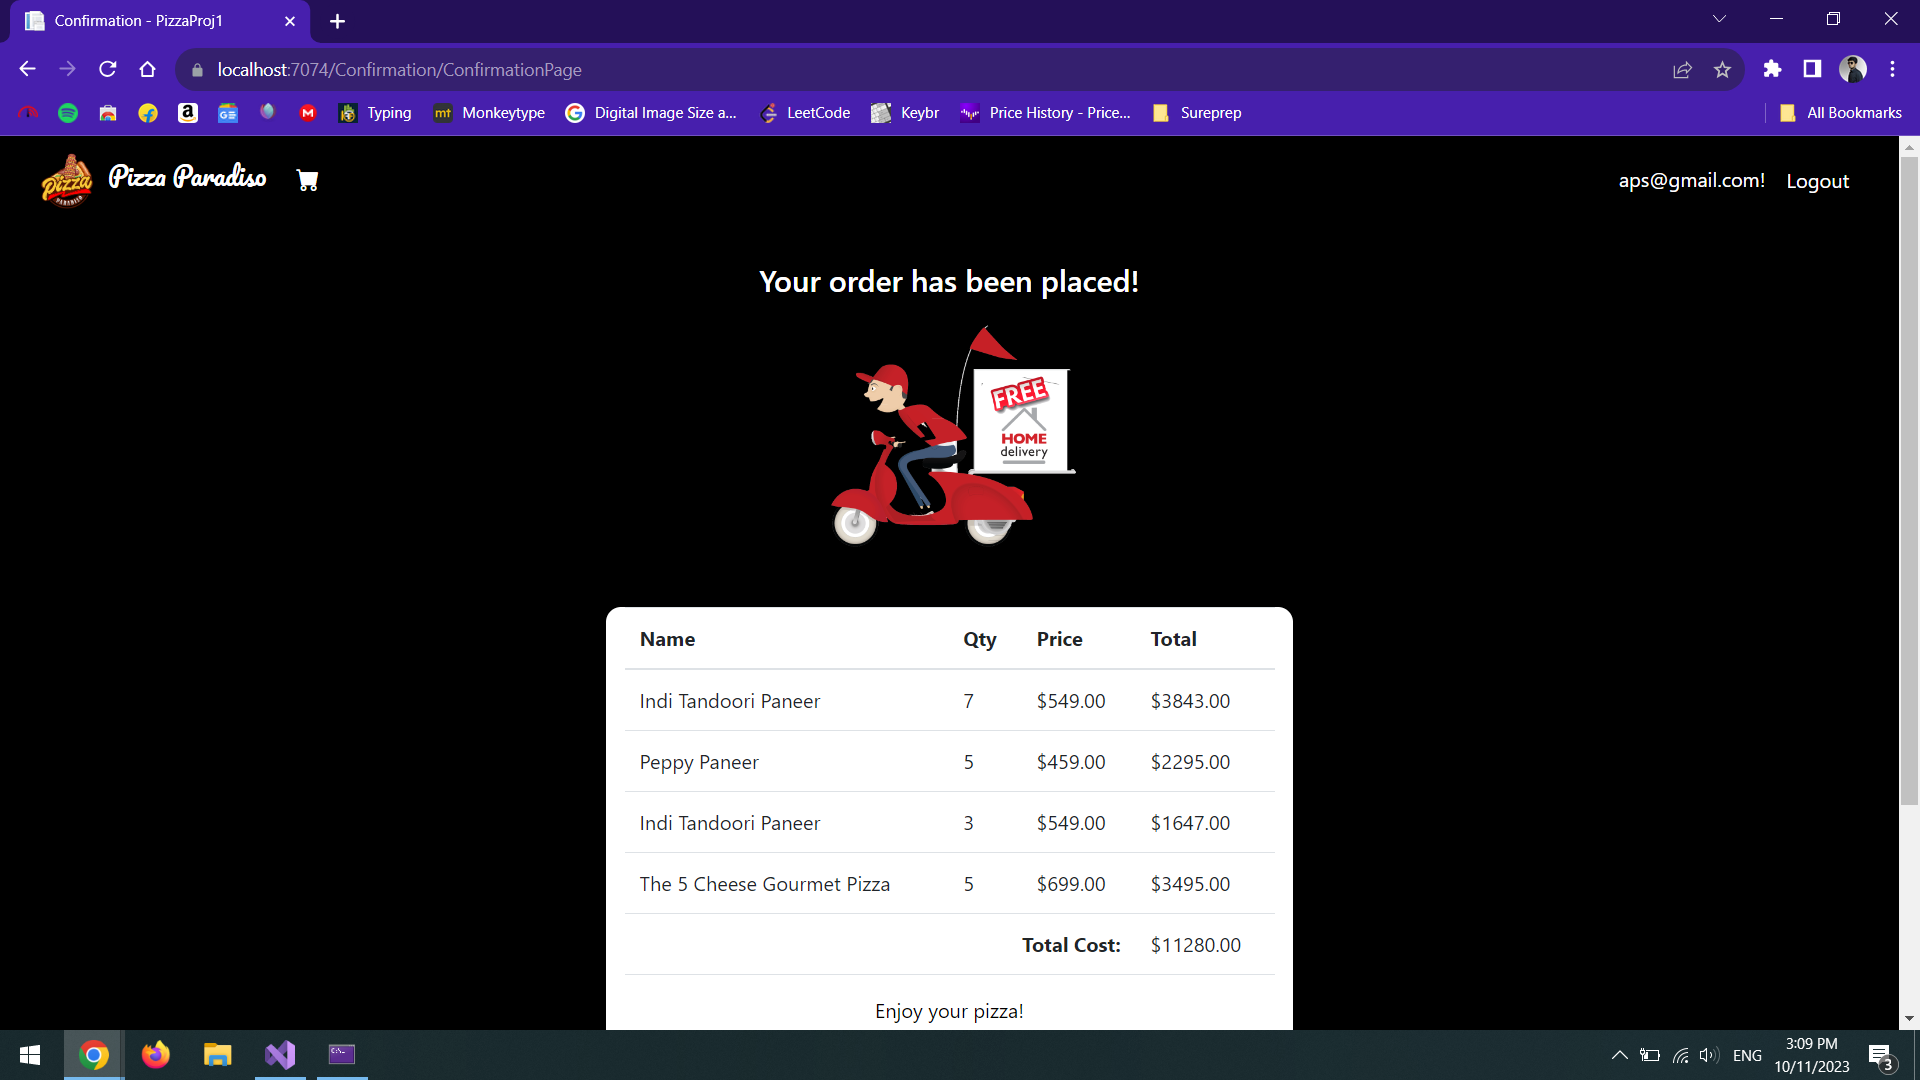 Confirmation - PizzaProj1
localhost:7074/Confirmation/ConfirmationPage
Typing mt Monkeytype Digital Image Size a... LeetCode Keybr Price History - Price... Sureprep All Bookmarks
Pizza PARADISO Pizza Paradiso aps@gmail.com! Logout
Your order has been placed!
FREE
HOME
delivery
Name Qty Price Total
Indi Tandoori Paneer 7 $549.00 $3843.00
Peppy Paneer 5 $459.00 $2295.00
Indi Tandoori Paneer 3 $549.00 $1647.00
The 5 Cheese Gourmet Pizza 5 $699.00 $3495.00
Total Cost: $11280.00
Enjoy your pizza!
ENG
3:09 PM
10/11/2023
3